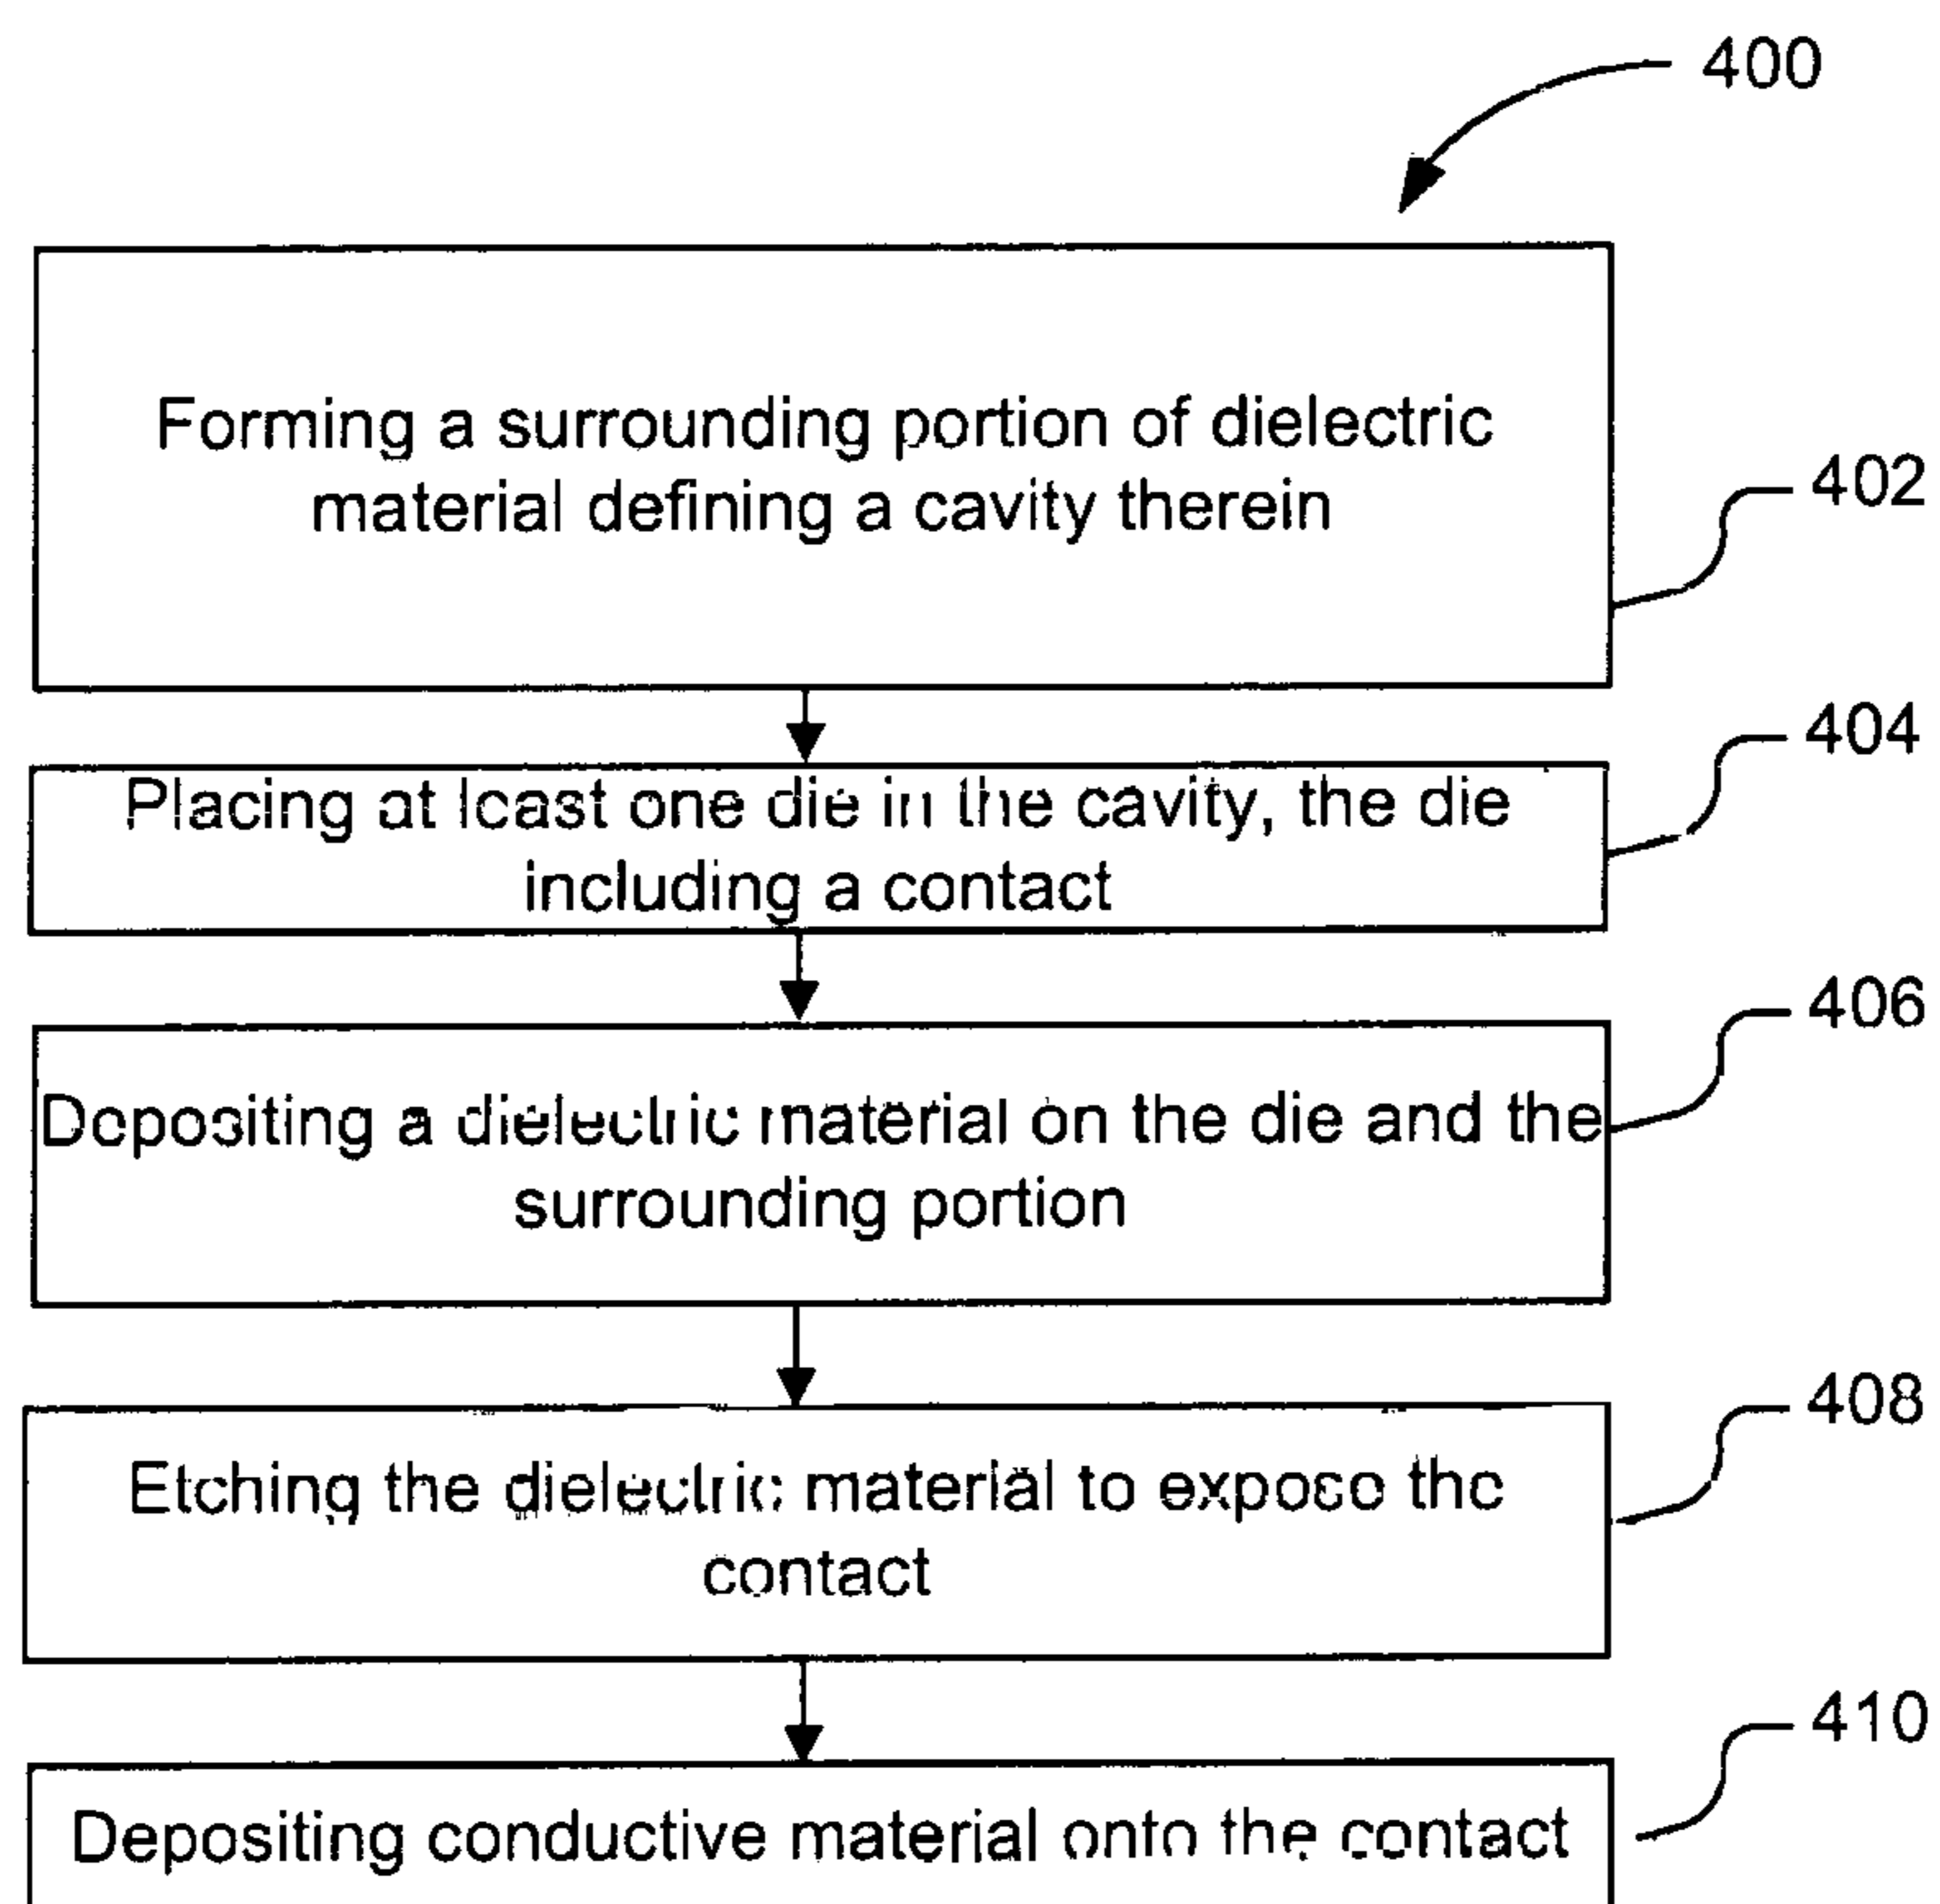 400
Forming a surrounding portion of dielectric
material defining a cavity therein
402
404
Placing at least one die in the cavity, the die
including a contact
406
Depositing a dielectric material on the die and the
surrounding portion
408
Etching the dielectric material to expose the
contact
410
Depositing conductive material onto the contact